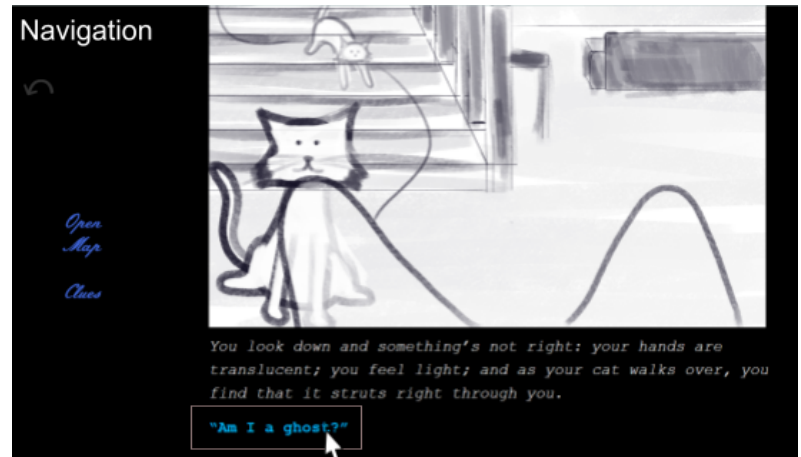 Navigation
Open
Map
Clues
You look down and something's not right: your hands are
translucent; you feel light; and as your cat walks over, you
find that it struts right through you.
"Am I a ghost?"